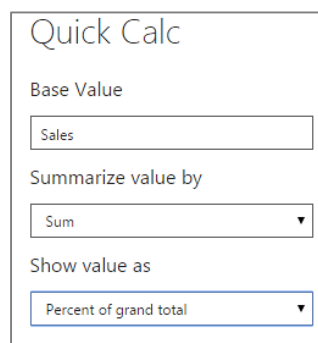 Quick Calc
Base Value
Sales
Summarize value by
Sum
Show value as
Percent of grand total